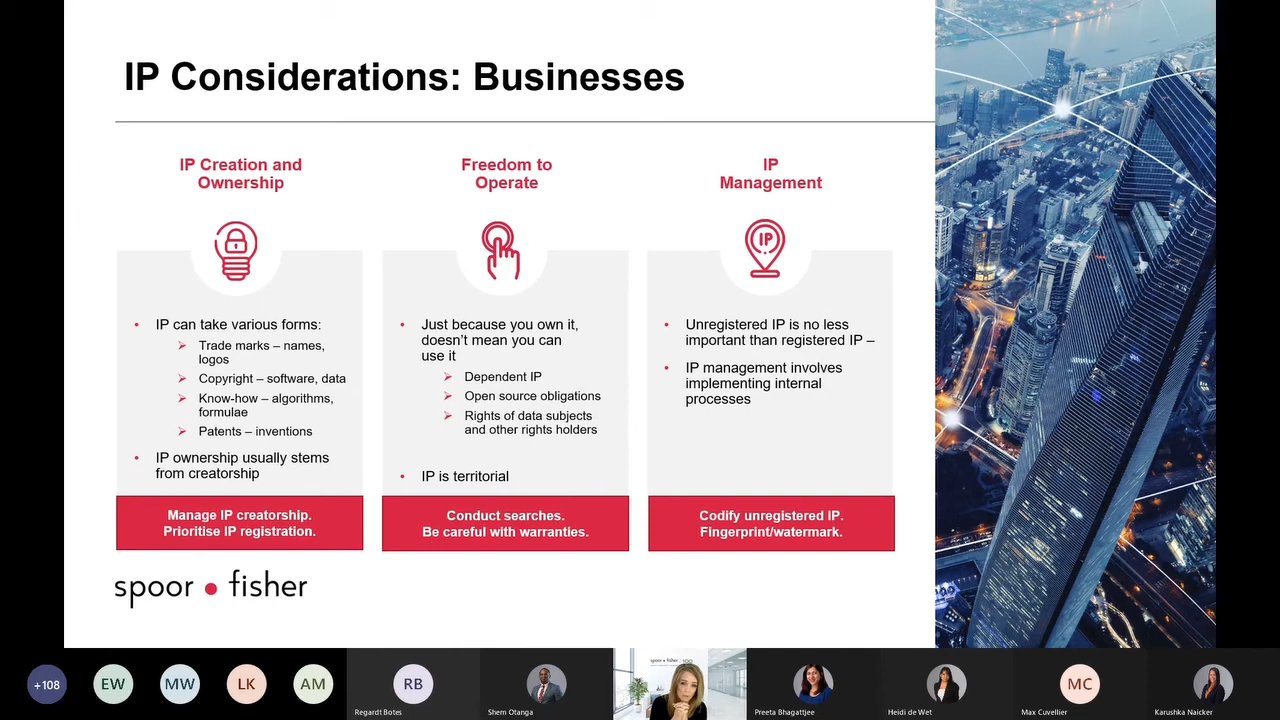 IP Considerations: Businesses
IP Creation and
Ownership
IP can take various forms:
Trade marks – names,
logos
Copyright – software, data
Know-how – algorithms,
formulae
Patents – inventions
IP ownership usually stems
from creatorship
Manage IP creatorship.
Prioritise IP registration.
Freedom to
Operate
Just because you own it,
doesn't mean you can
use it
Dependent IP
Open source obligations
Rights of data subjects
and other rights holders
IP is territorial
Conduct searches.
Be careful with warranties.
IP
Management
IP
Unregistered IP is no less
important than registered IP –
IP management involves
implementing internal
processes
Codify unregistered IP.
Fingerprint/watermark.
spoor • fisher
+108
EW
MW
LK
AM
RB
Regardt Botes
Shem Otanga
spoor • fisher
Preeta Bhagattjee
Heidi de Wet
MC
Max Cuvellier
Karushka Naicker